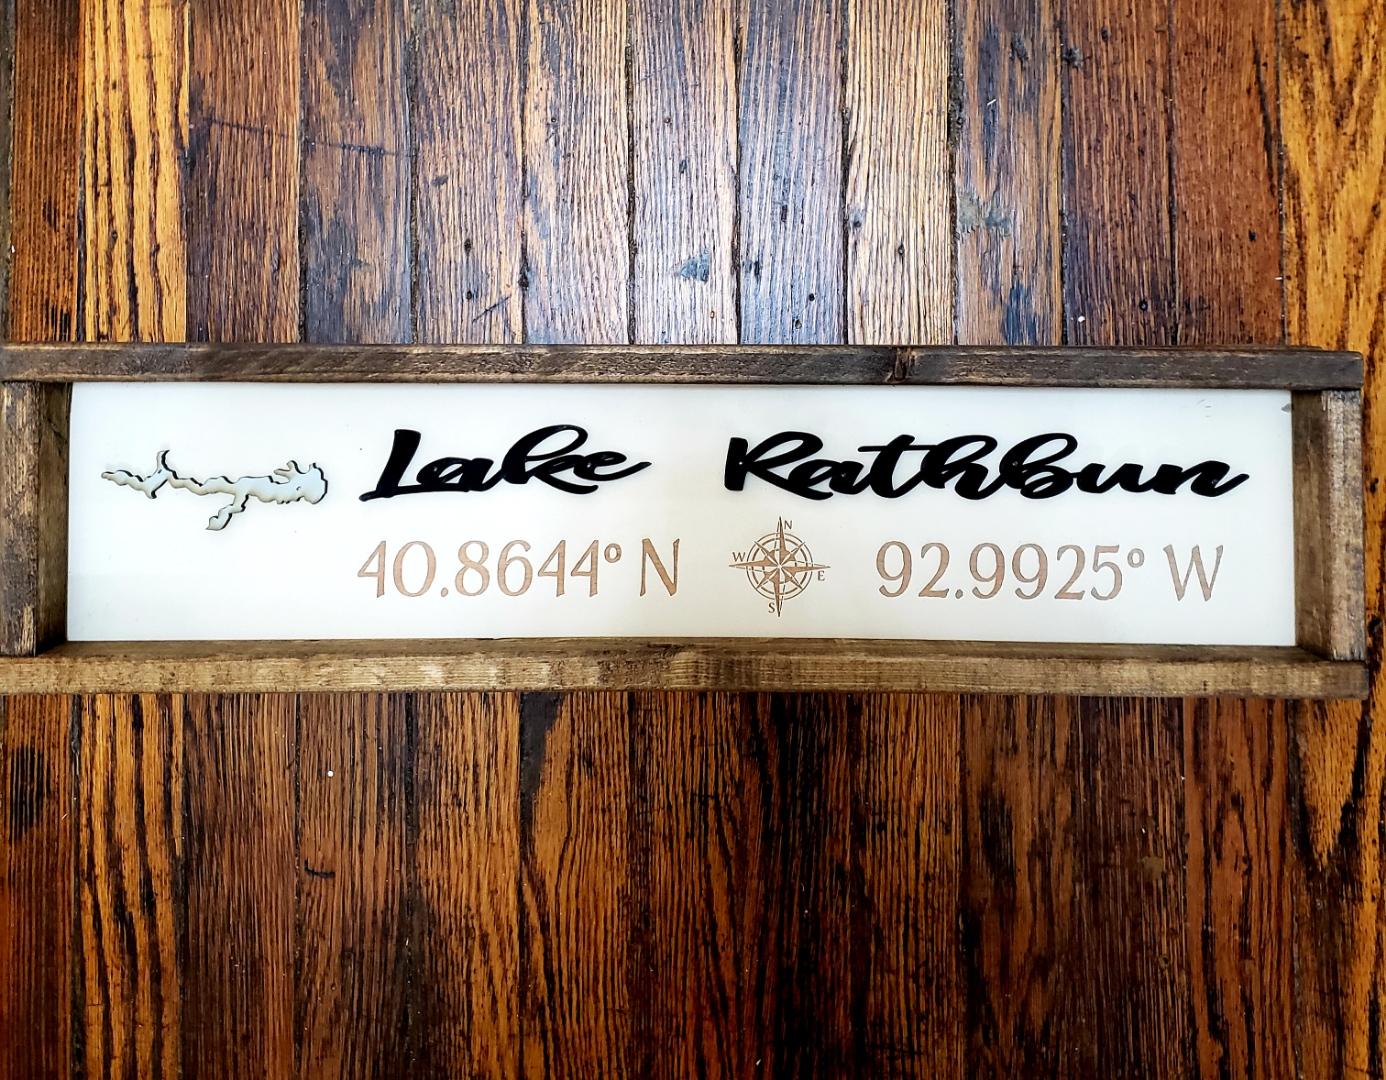 Lake Rathbun
40.8644° N
N
W E
S
92.9925° W